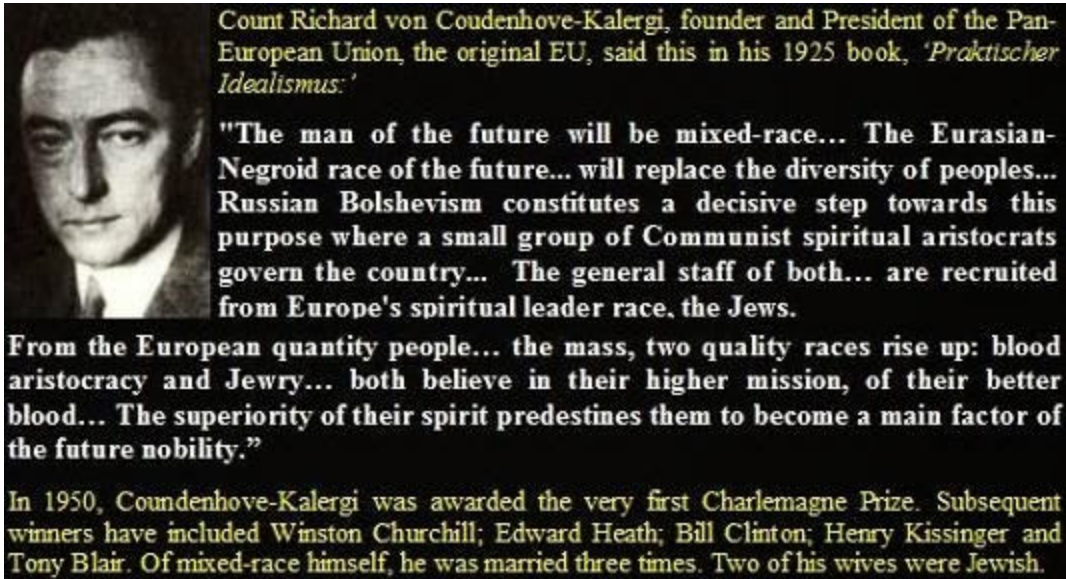 Count Richard von Coudenhove-Kalergi, founder and President of the Pan-
European Union, the original EU, said this in his 1925 book, ‘Praktischer
Idealismus:’
"The man of the future will be mixed-race... The Eurasian-
Negroid race of the future... will replace the diversity of peoples...
Russian Bolshevism constitutes a decisive step towards this
purpose where a small group of Communist spiritual aristocrats
govern the country... The general staff of both... are recruited
from Europe's spiritual leader race, the Jews.
From the European quantity people... the mass, two quality races rise up: blood
aristocracy and Jewry... both believe in their higher mission, of their better
blood... The superiority of their spirit predestines them to become a main factor of
the future nobility.”
In 1950, Coundenhove-Kalergi was awarded the very first Charlemagne Prize. Subsequent
winners have included Winston Churchill; Edward Heath; Bill Clinton; Henry Kissinger and
Tony Blair. Of mixed-race himself, he was married three times. Two of his wives were Jewish.